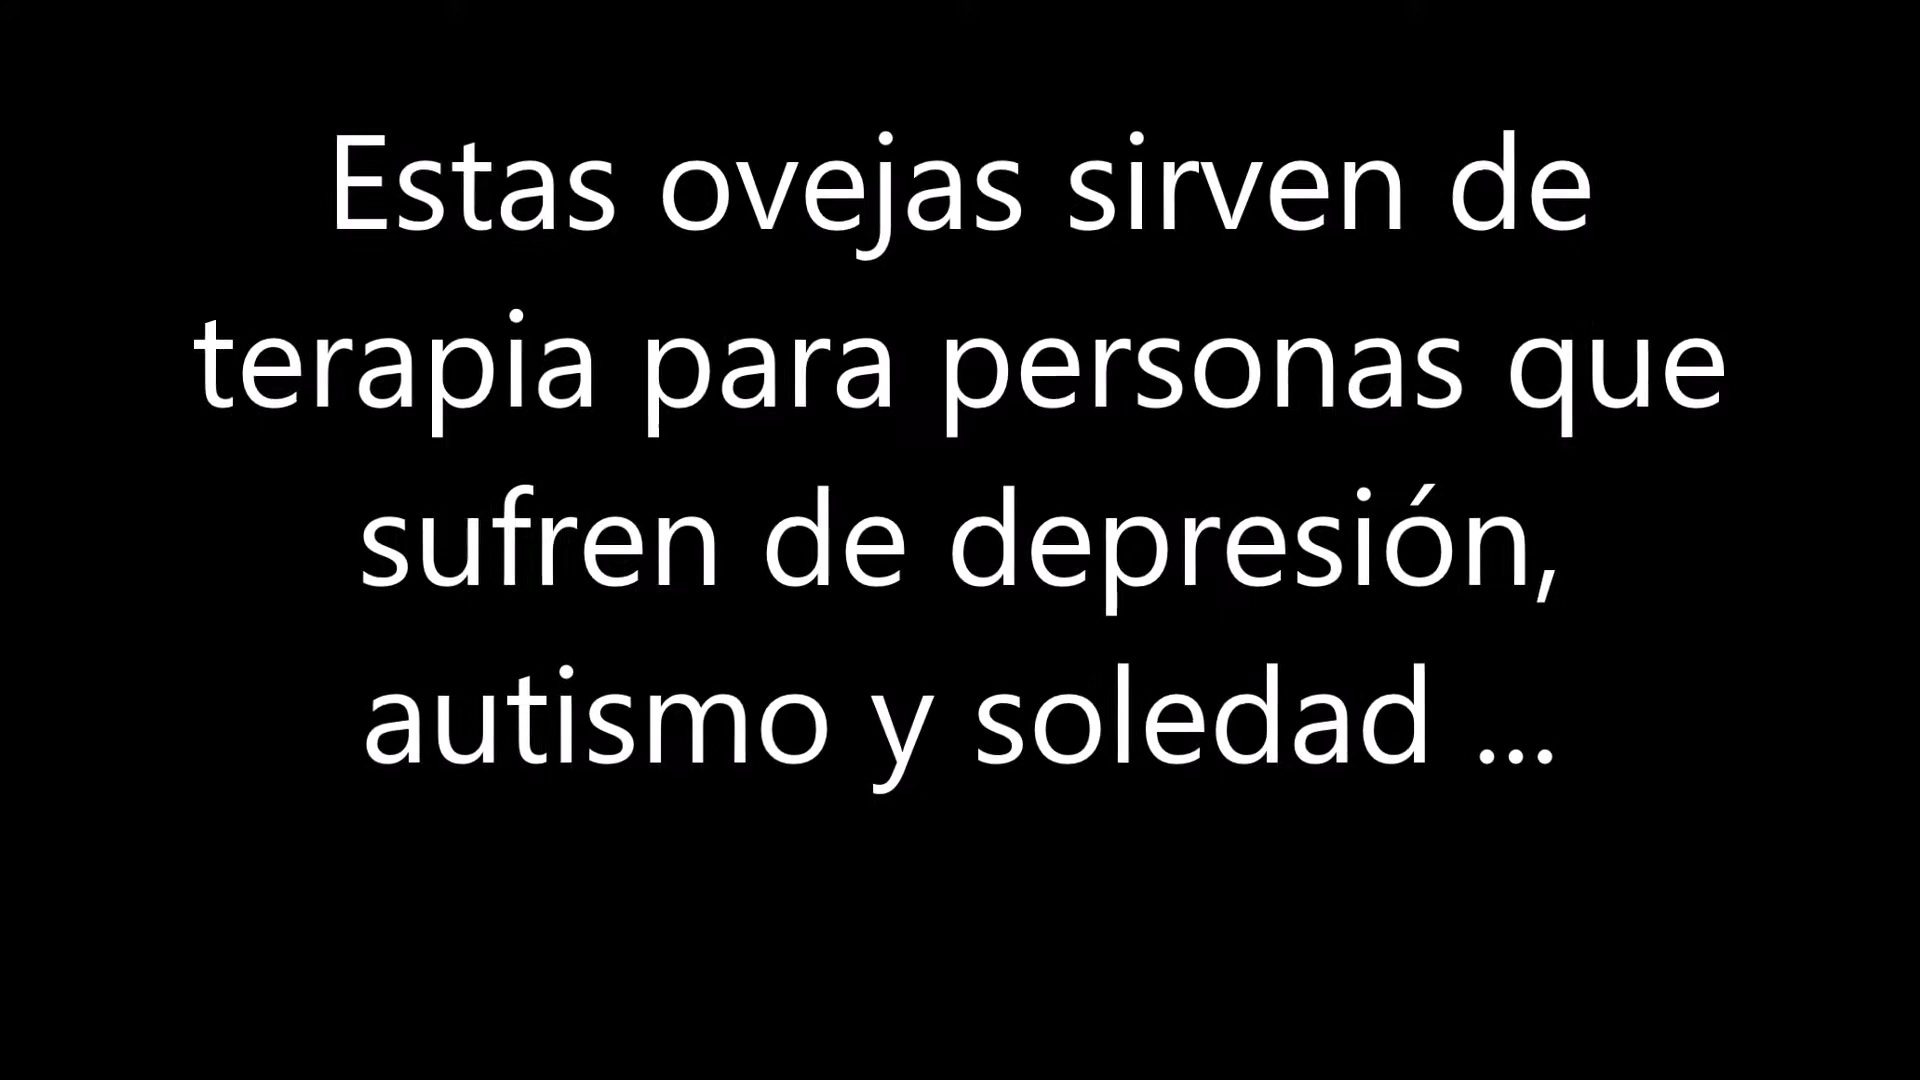 Estas ovejas sirven de
terapia para personas que
sufren de depresión,
autismo y soledad ...